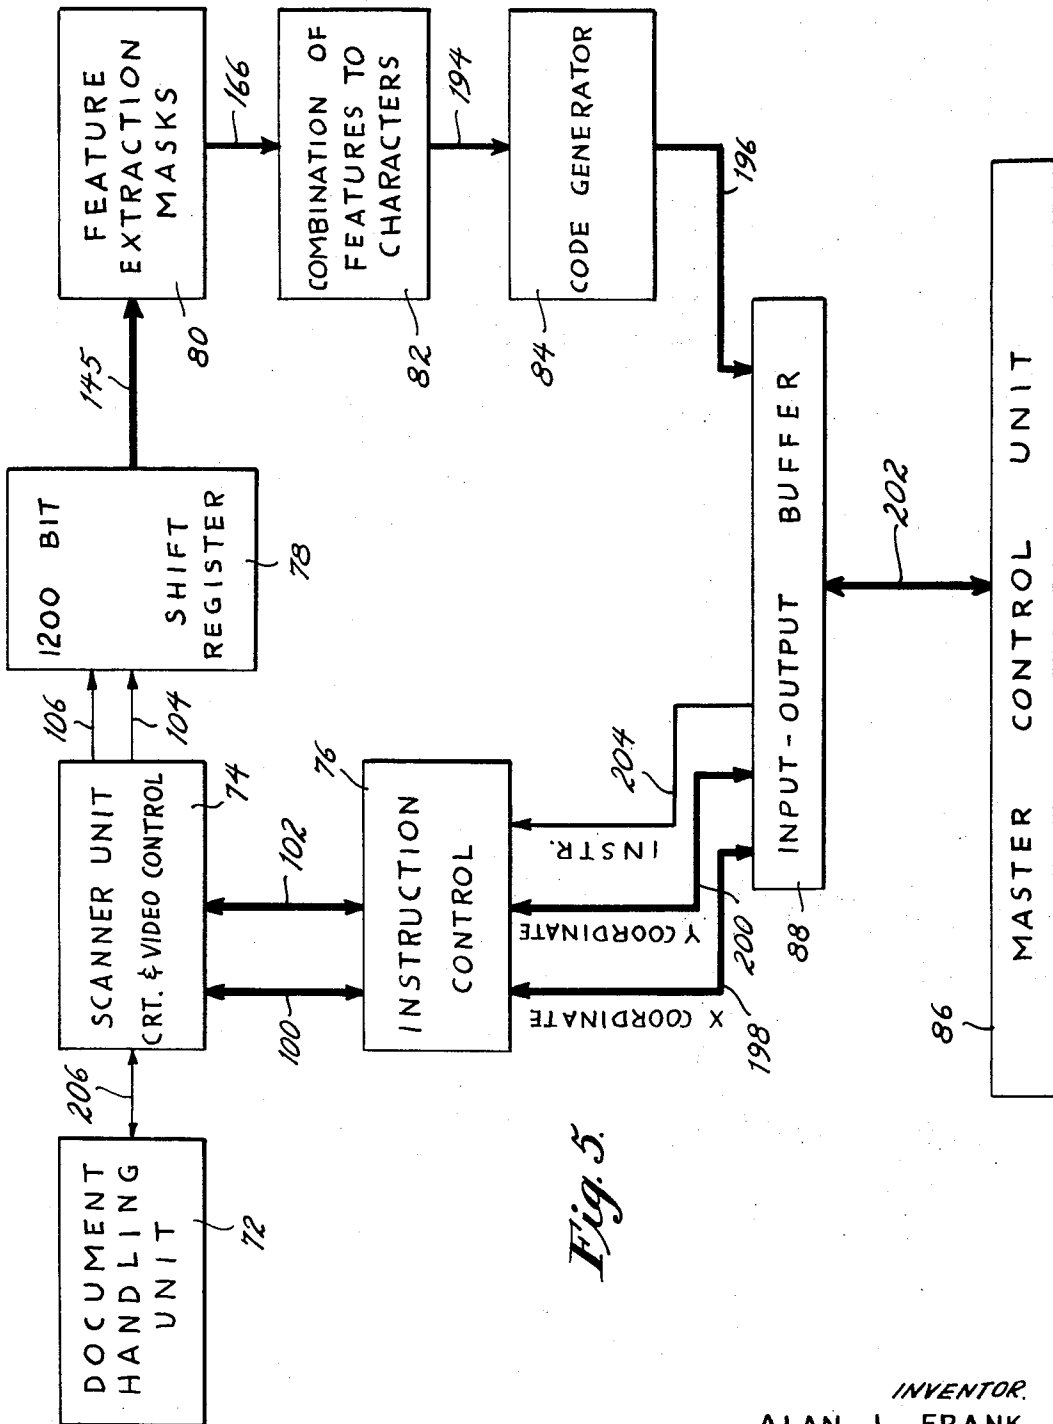 DOCUMENT
HANDLING
UNIT
72
206
SCANNER UNIT
CRT. & VIDEO CONTROL
74
106
104
1200 BIT
SHIFT
REGISTER
78
145
FEATURE
EXTRACTION
MASKS
80
166
COMBINATION OF
FEATURES TO
CHARACTERS
82
194
CODE GENERATOR
84
196
100
102
INSTRUCTION
CONTROL
76
X COORDINATE
Y COORDINATE
INSTR.
198
200
204
INPUT-OUTPUT BUFFER
88
202
MASTER CONTROL UNIT
86
Fig. 5.
INVENTOR.
ALAN J. FRANK